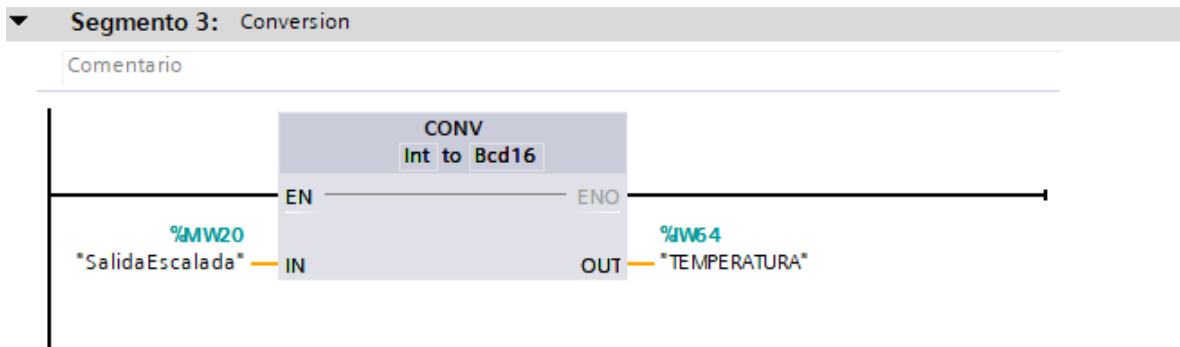 Segmento 3: Conversion
Comentario
CONV
Int to Bcd16
EN ENO
%MW20 %IW64
"SalidaEscalada" IN OUT "TEMPERATURA"